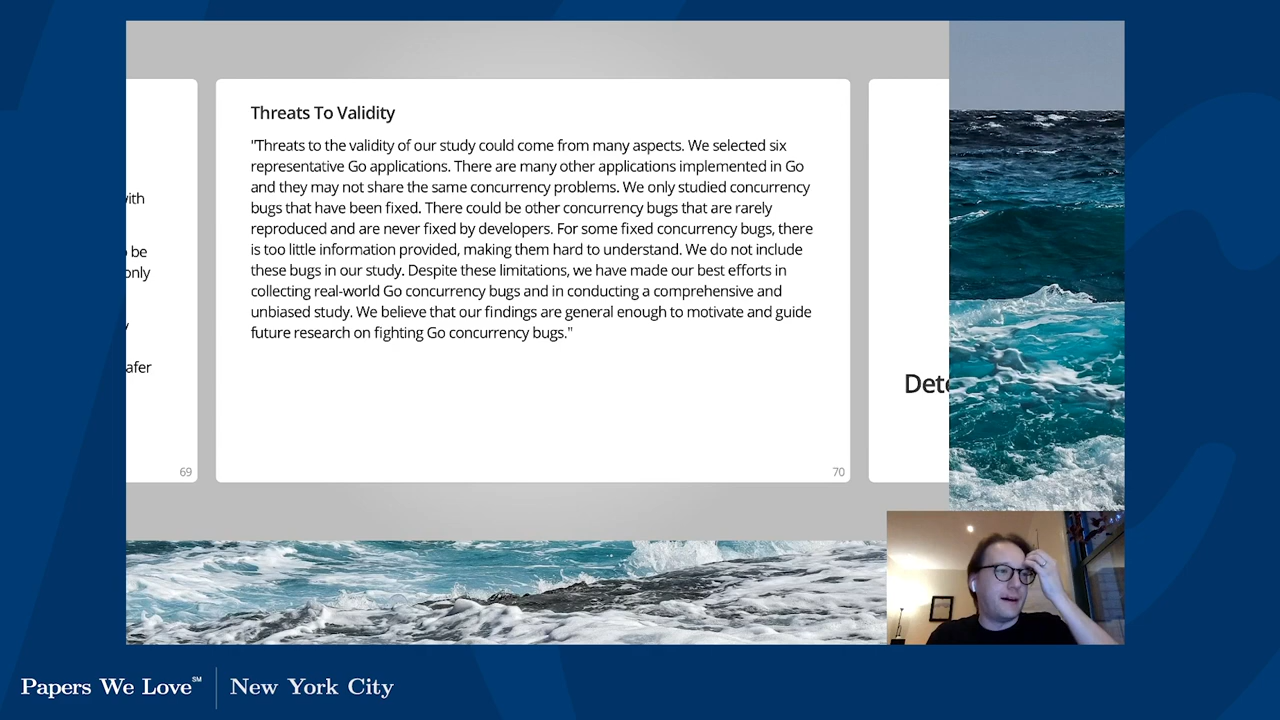 Threats To Validity
"Threats to the validity of our study could come from many aspects. We selected six
representative Go applications. There are many other applications implemented in Go
and they may not share the same concurrency problems. We only studied concurrency
bugs that have been fixed. There could be other concurrency bugs that are rarely
reproduced and are never fixed by developers. For some fixed concurrency bugs, there
is too little information provided, making them hard to understand. We do not include
these bugs in our study. Despite these limitations, we have made our best efforts in
collecting real-world Go concurrency bugs and in conducting a comprehensive and
unbiased study. We believe that our findings are general enough to motivate and guide
future research on fighting Go concurrency bugs."
70
be
only
69
Papers We Love℠
New York City